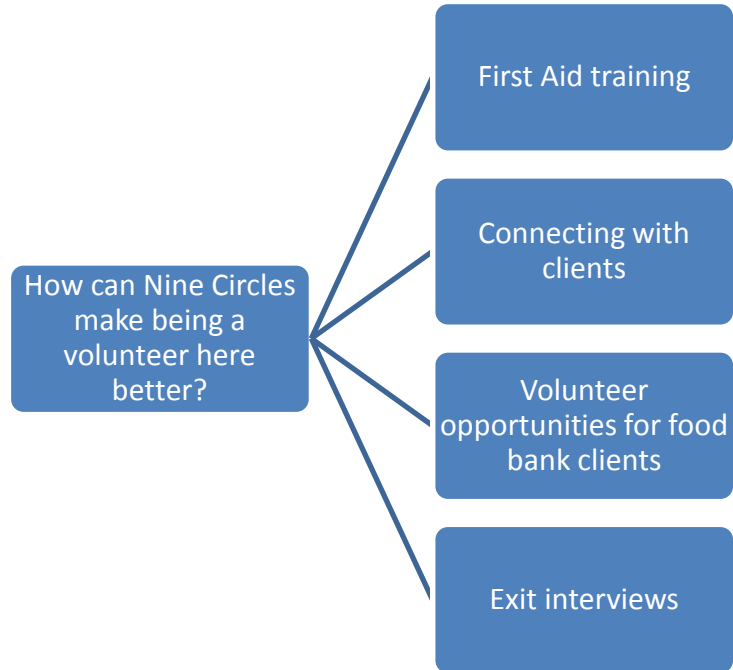 How can Nine Circles
make being a
volunteer here
better?
First Aid training
Connecting with
clients
Volunteer
opportunities for food
bank clients
Exit interviews